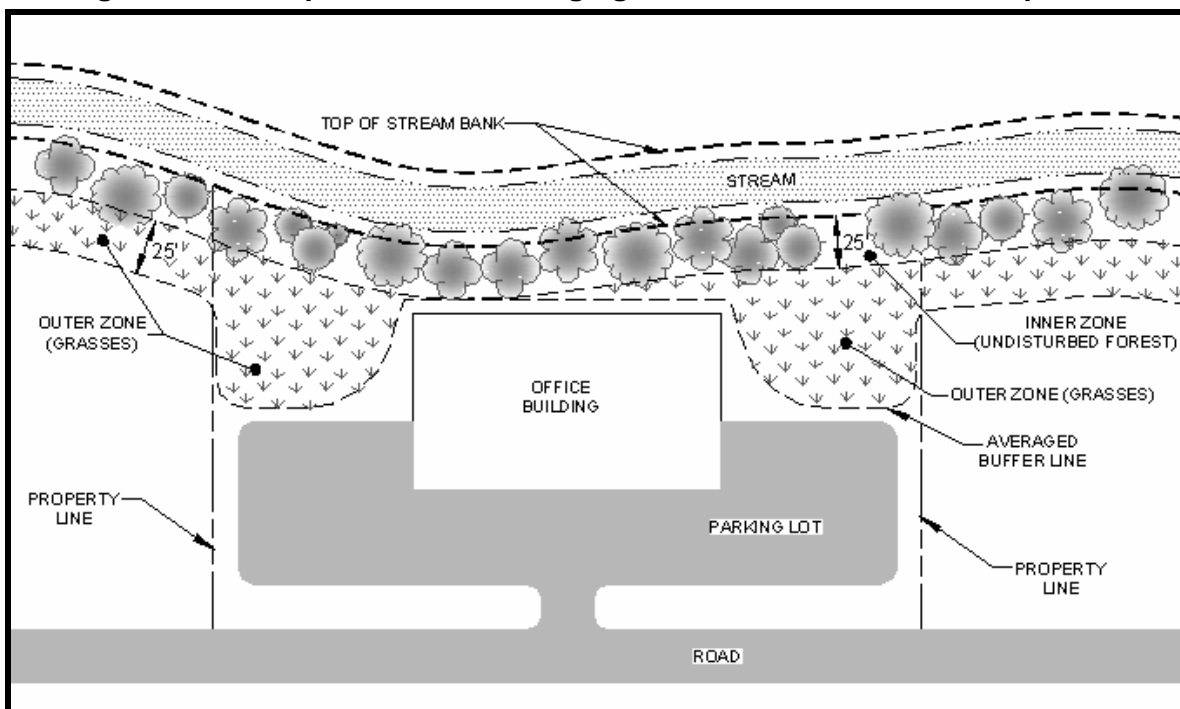 TOP OF STREAM BANK
STREAM
25'
25'
OUTER ZONE
(GRASSES)
INNER ZONE
(UNDISTURBED FOREST)
OFFICE
BUILDING
OUTER ZONE (GRASSES)
AVERAGED
BUFFER LINE
PROPERTY
LINE
PARKING LOT
PROPERTY
LINE
ROAD